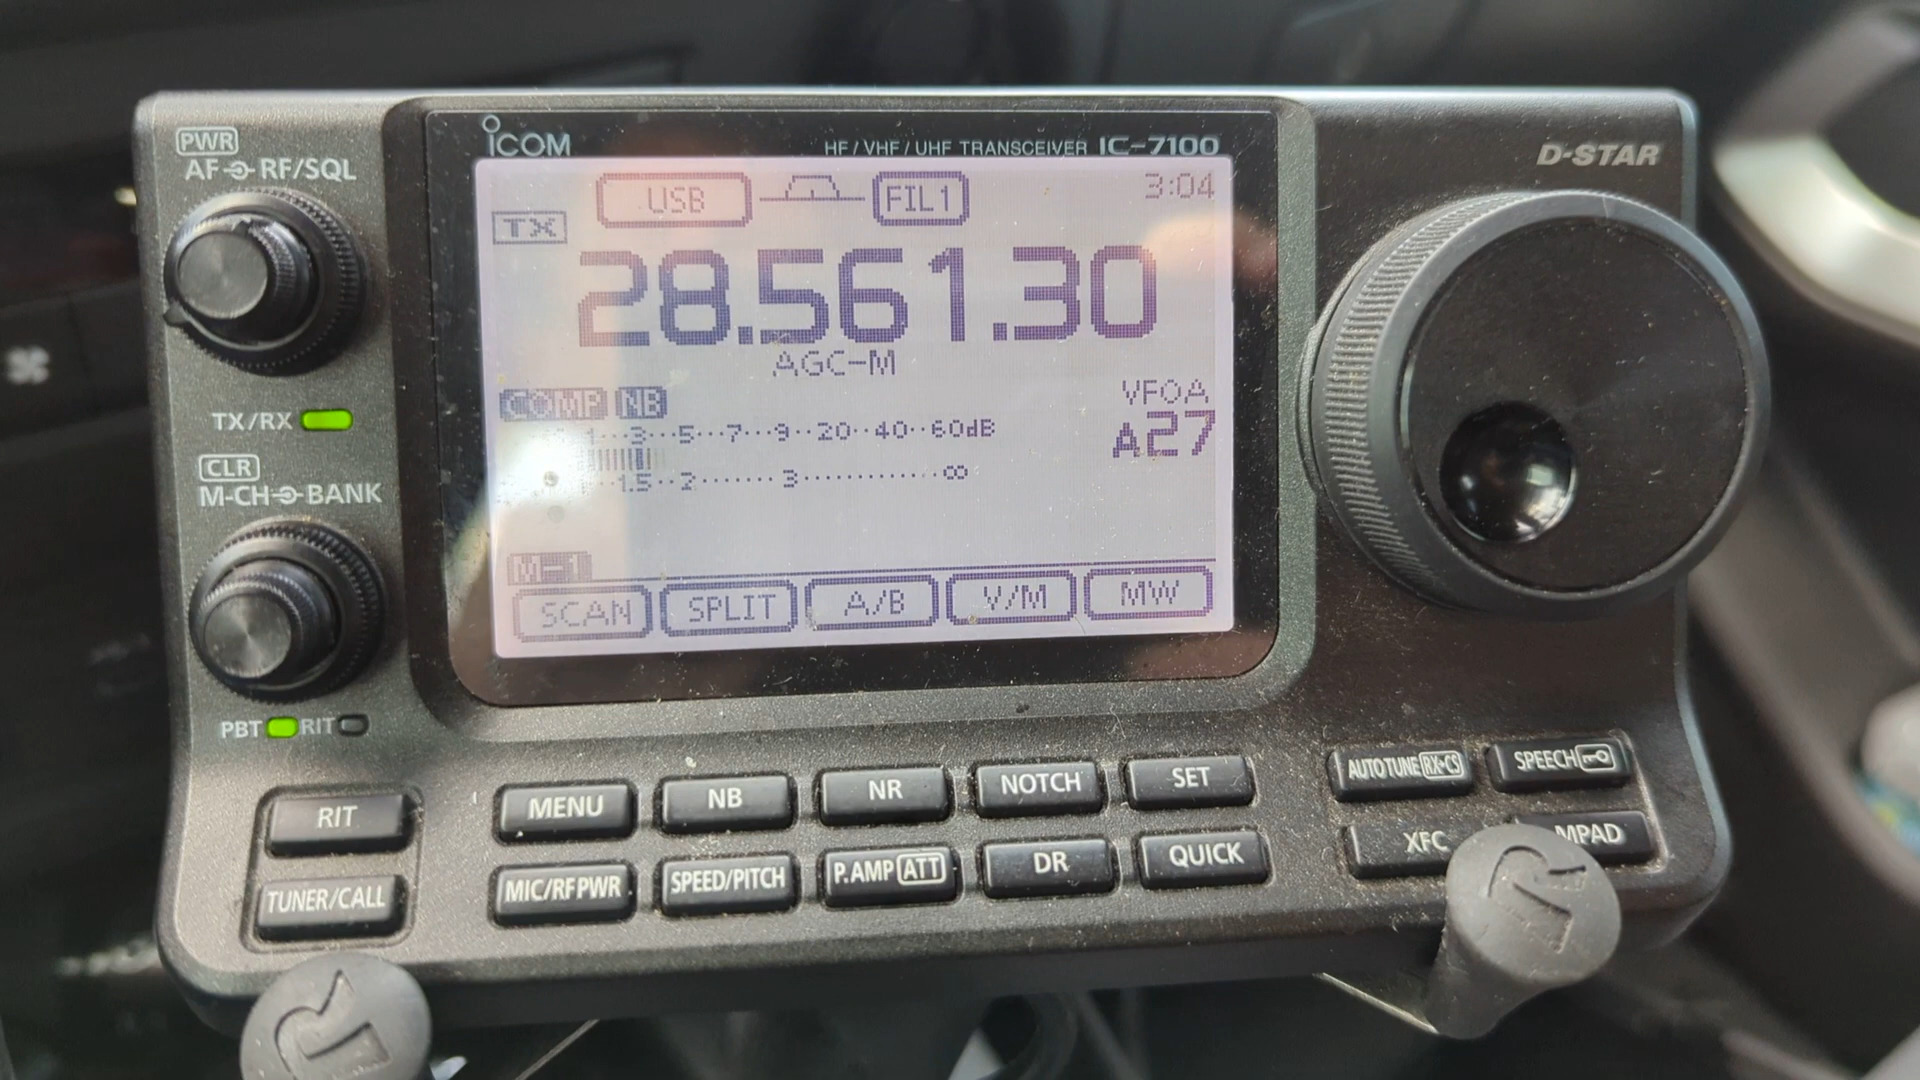 PWR
AF RF/SQL
ICOM
HF/VHF/UHF TRANSCEIVER IC-7100
D-STAR
USB
FIL1
3:04
TX
28.561.30
AGC-M
COMP NB
VFOA
1 3 5 7 9 20 40 60dB
A27
1.5 2 3 ∞
TX/RX
CLR
M-CH BANK
M-1
SCAN SPLIT A/B V/M MW
PBT RIT
RIT MENU NB NR NOTCH SET AUTOTUNE RX▸CS SPEECH
TUNER/CALL MIC/RFPWR SPEED/PITCH P.AMP ATT DR QUICK XFC MPAD